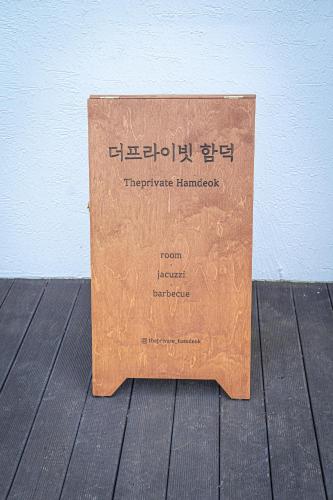 더프라이빗 함덕
Theprivate Hamdeok
room
jacuzzi
barbecue
@theprivate_hamdeok